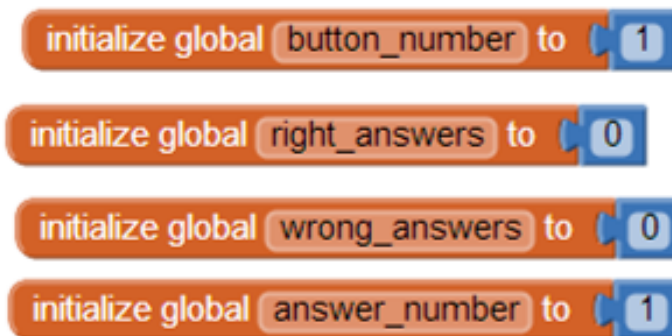 initialize global button_number to 1
initialize global right_answers to 0
initialize global wrong_answers to 0
initialize global answer_number to 1